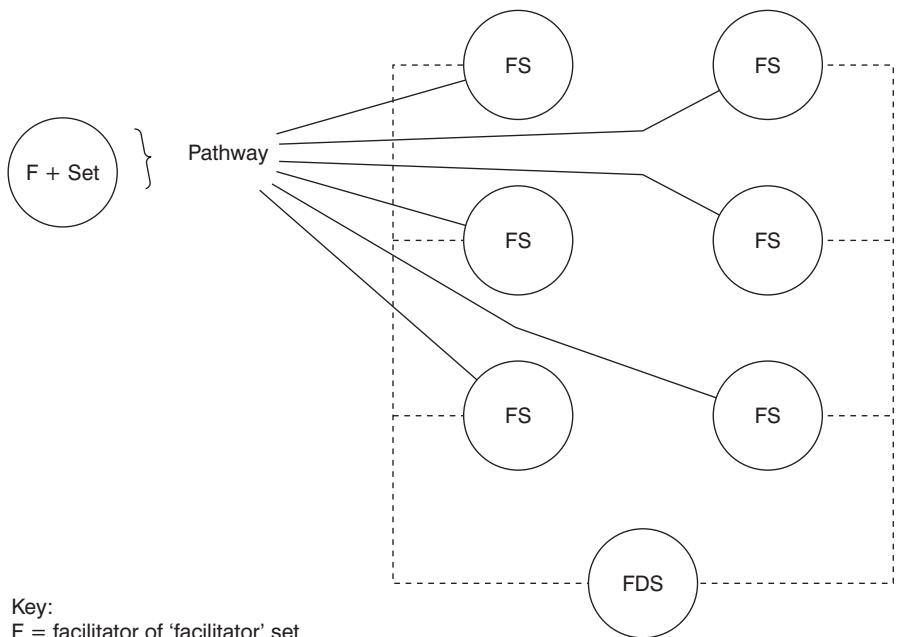 FS
FS
F + Set
Pathway
FS
FS
FS
FS
FDS
Key:
F = facilitator of ‘facilitator’ set